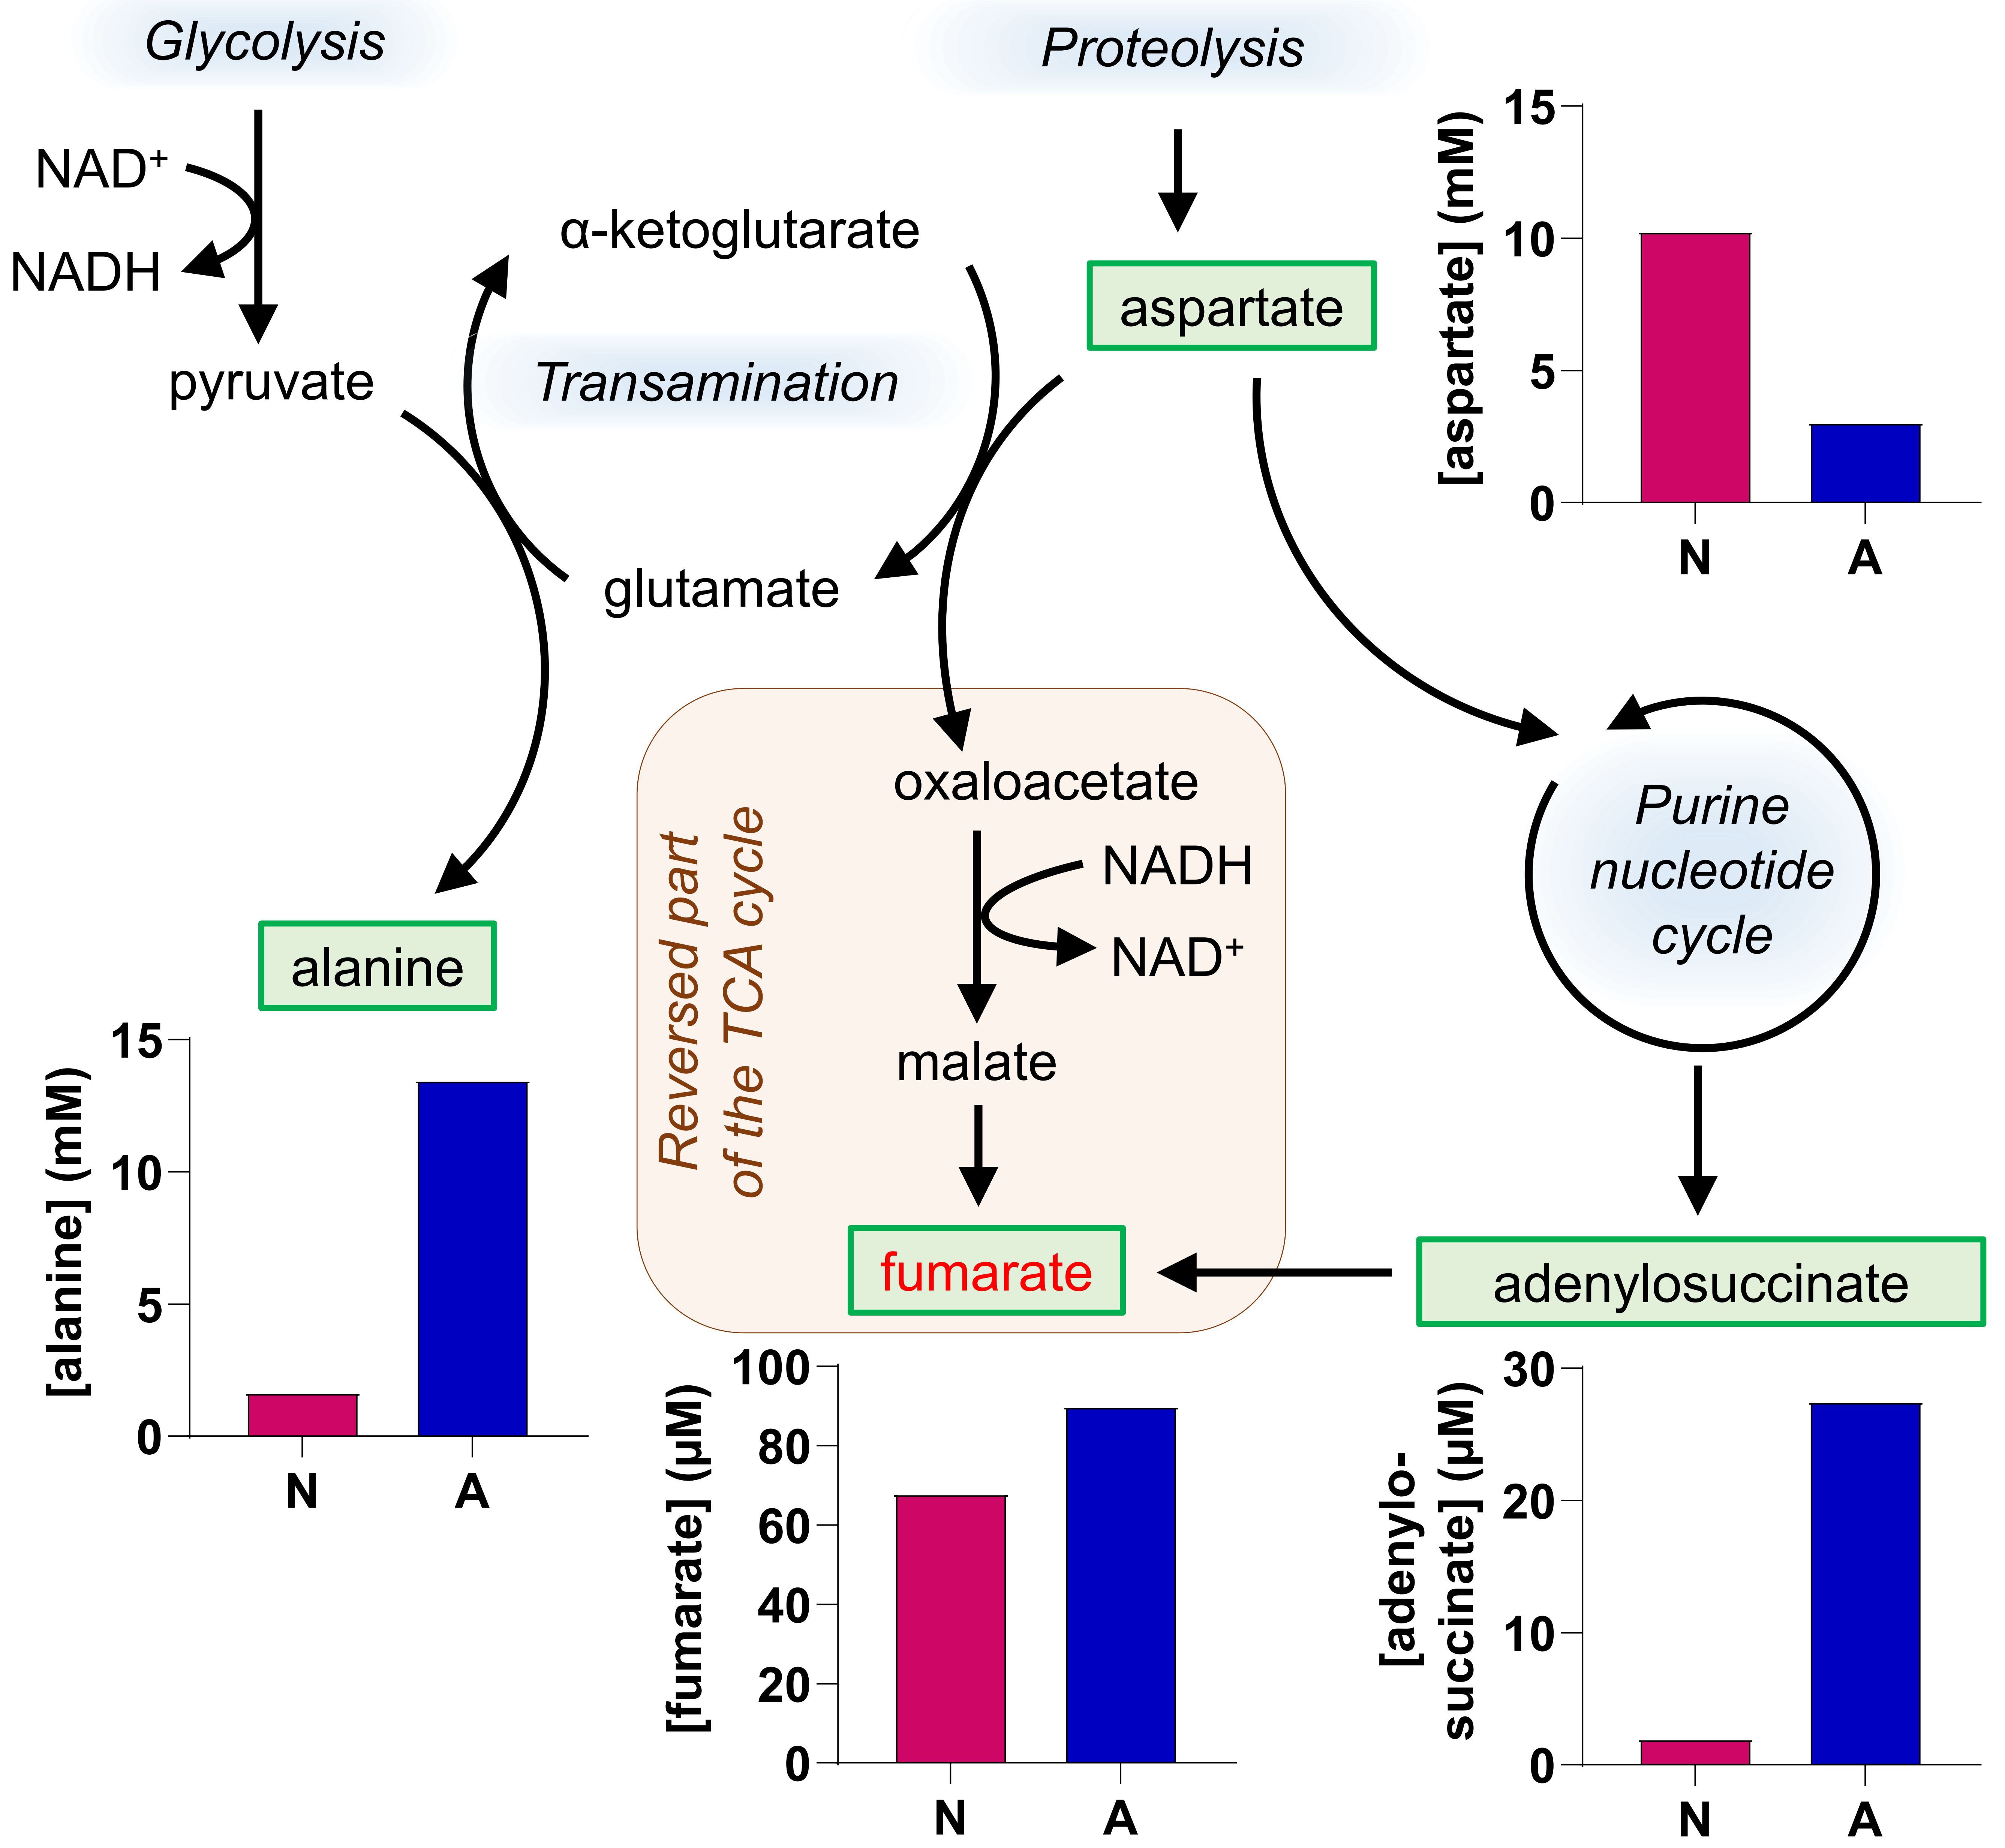 Glycolysis
Proteolysis
NAD⁺
NADH
pyruvate
α-ketoglutarate
Transamination
glutamate
aspartate
[aspartate] (mM)
15
10
5
0
N
A
Reversed part
of the TCA cycle
oxaloacetate
NADH
NAD⁺
malate
fumarate
Purine
nucleotide
cycle
adenylosuccinate
alanine
[alanine] (mM)
15
10
5
0
N
A
[fumarate] (µM)
100
80
60
40
20
0
N
A
[adenylo-
succinate] (µM)
30
20
10
0
N
A